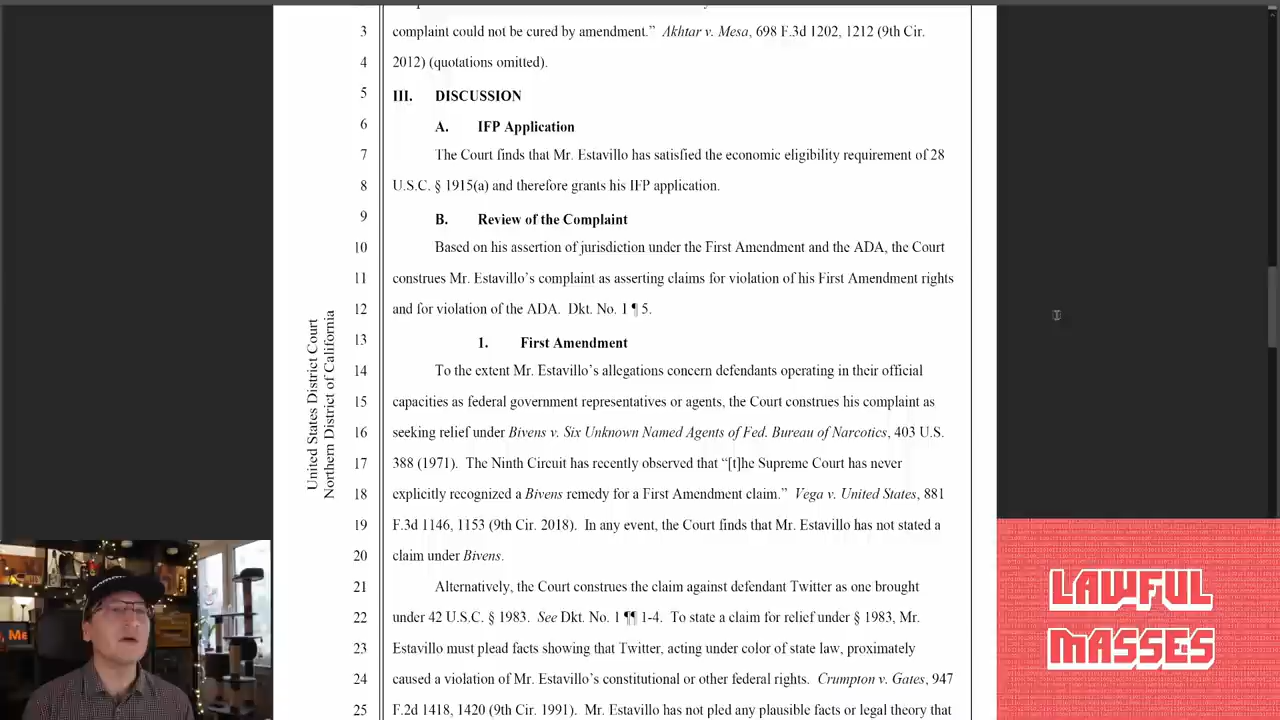 3 complaint could not be cured by amendment.” Akhtar v. Mesa, 698 F.3d 1202, 1212 (9th Cir.
4 2012) (quotations omitted).
5 III. DISCUSSION
6 A. IFP Application
7 The Court finds that Mr. Estavillo has satisfied the economic eligibility requirement of 28
8 U.S.C. § 1915(a) and therefore grants his IFP application.
9 B. Review of the Complaint
10 Based on his assertion of jurisdiction under the First Amendment and the ADA, the Court
11 construes Mr. Estavillo’s complaint as asserting claims for violation of his First Amendment rights
12 and for violation of the ADA. Dkt. No. 1 ¶ 5.
13 1. First Amendment
14 To the extent Mr. Estavillo’s allegations concern defendants operating in their official
15 capacities as federal government representatives or agents, the Court construes his complaint as
16 seeking relief under Bivens v. Six Unknown Named Agents of Fed. Bureau of Narcotics, 403 U.S.
17 388 (1971). The Ninth Circuit has recently observed that “[t]he Supreme Court has never
18 explicitly recognized a Bivens remedy for a First Amendment claim.” Vega v. United States, 881
19 F.3d 1146, 1153 (9th Cir. 2018). In any event, the Court finds that Mr. Estavillo has not stated a
20 claim under Bivens.
21 Alternatively, the Court construes the claim against defendant Twitter as one brought
22 under 42 U.S.C. § 1983. See Dkt. No. 1 ¶¶ 1-4. To state a claim for relief under § 1983, Mr.
23 Estavillo must plead facts showing that Twitter, acting under color of state law, proximately
24 caused a violation of Mr. Estavillo’s constitutional or other federal rights. Crumpton v. Gates, 947
25 F.2d 1418, 1420 (9th Cir. 1991). Mr. Estavillo has not pled any plausible facts or legal theory that
United States District Court
Northern District of California
LAWFUL
MASSES